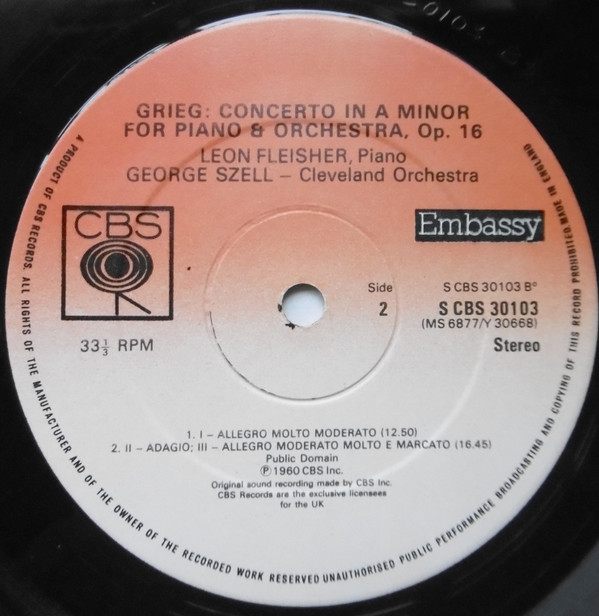 GRIEG: CONCERTO IN A MINOR
FOR PIANO & ORCHESTRA, Op. 16
LEON FLEISHER, Piano
GEORGE SZELL – Cleveland Orchestra
CBS
Embassy
33⅓ RPM
Side
2
S CBS 30103 B°
S CBS 30103
(MS 6877/Y 30668)
Stereo
1. I – ALLEGRO MOLTO MODERATO (12.50)
2. II – ADAGIO; III – ALLEGRO MODERATO MOLTO E MARCATO (16.45)
Public Domain
Ⓟ1960 CBS Inc.
Original sound recording made by CBS Inc.
CBS Records are the exclusive licensees
for the UK
A PRODUCT OF CBS RECORDS. ALL RIGHTS OF THE MANUFACTURER AND OF THE OWNER OF THE RECORDED WORK RESERVED UNAUTHORISED PUBLIC PERFORMANCE BROADCASTING AND COPYING OF THIS RECORD PROHIBITED. MADE IN ENGLAND